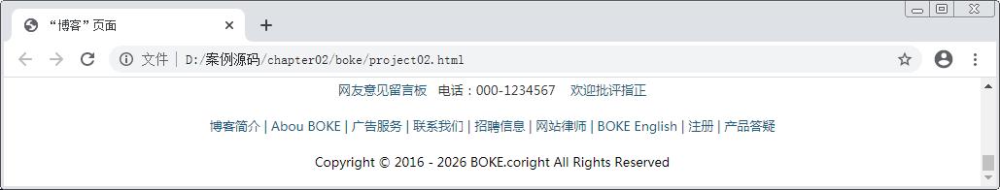 “博客”页面
文件 | D:/案例源码/chapter02/boke/project02.html
网友意见留言板 电话：000-1234567 欢迎批评指正
博客简介 | Abou BOKE | 广告服务 | 联系我们 | 招聘信息 | 网站律师 | BOKE English | 注册 | 产品答疑
Copyright © 2016 - 2026 BOKE.coright All Rights Reserved